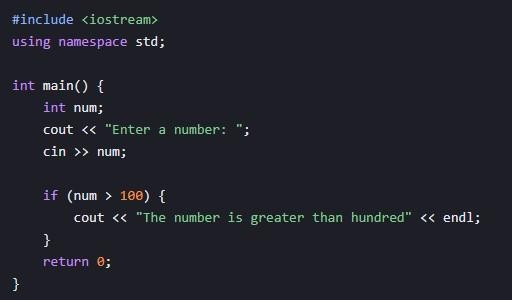 #include <iostream>
using namespace std;

int main() {
    int num;
    cout << "Enter a number: ";
    cin >> num;

    if (num > 100) {
        cout << "The number is greater than hundred" << endl;
    }
    return 0;
}